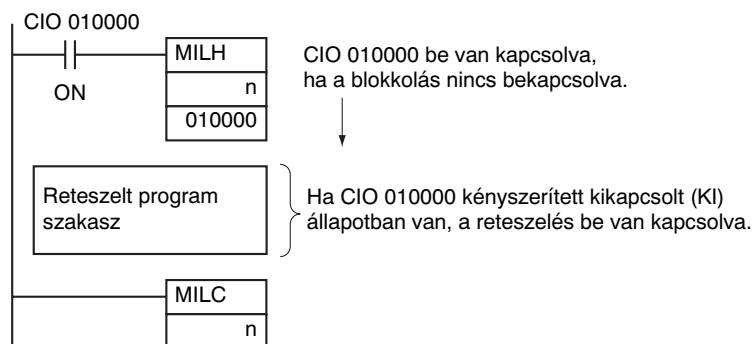 CIO 010000
MILH
n
010000
ON
CIO 010000 be van kapcsolva,
ha a blokkolás nincs bekapcsolva.
Reteszelt program
szakasz
Ha CIO 010000 kényszerített kikapcsolt (KI)
állapotban van, a reteszelés be van kapcsolva.
MILC
n